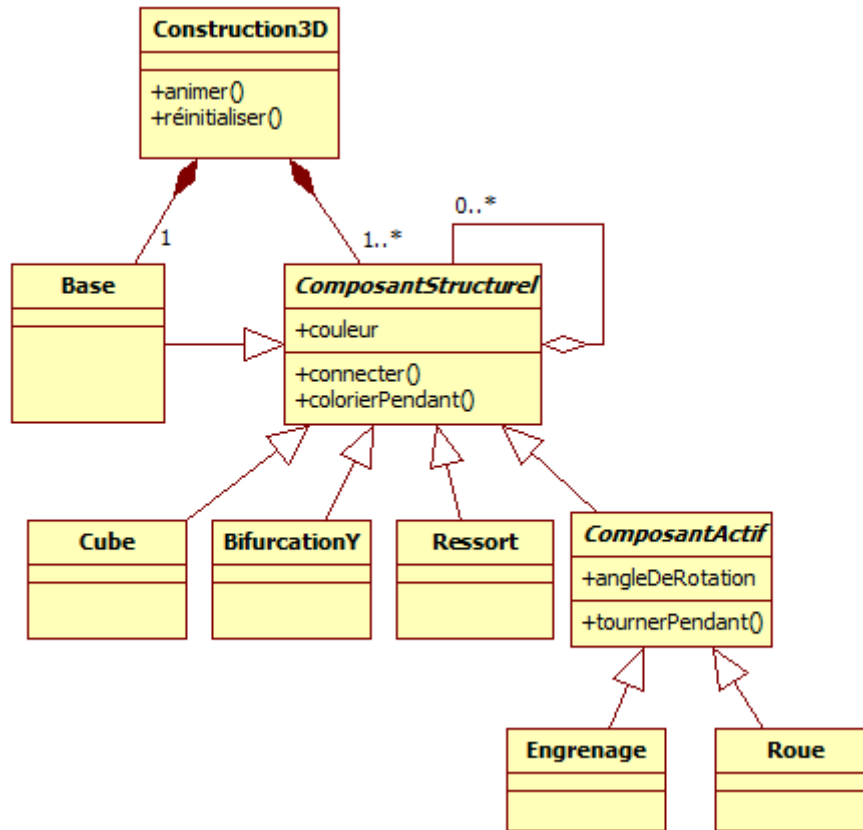 Construction3D
+animer()
+réinitialiser()
1
1..*
0..*
Base
ComposantStructurel
+couleur
+connecter()
+colorierPendant()
Cube
BifurcationY
Ressort
ComposantActif
+angleDeRotation
+tournerPendant()
Engrenage
Roue